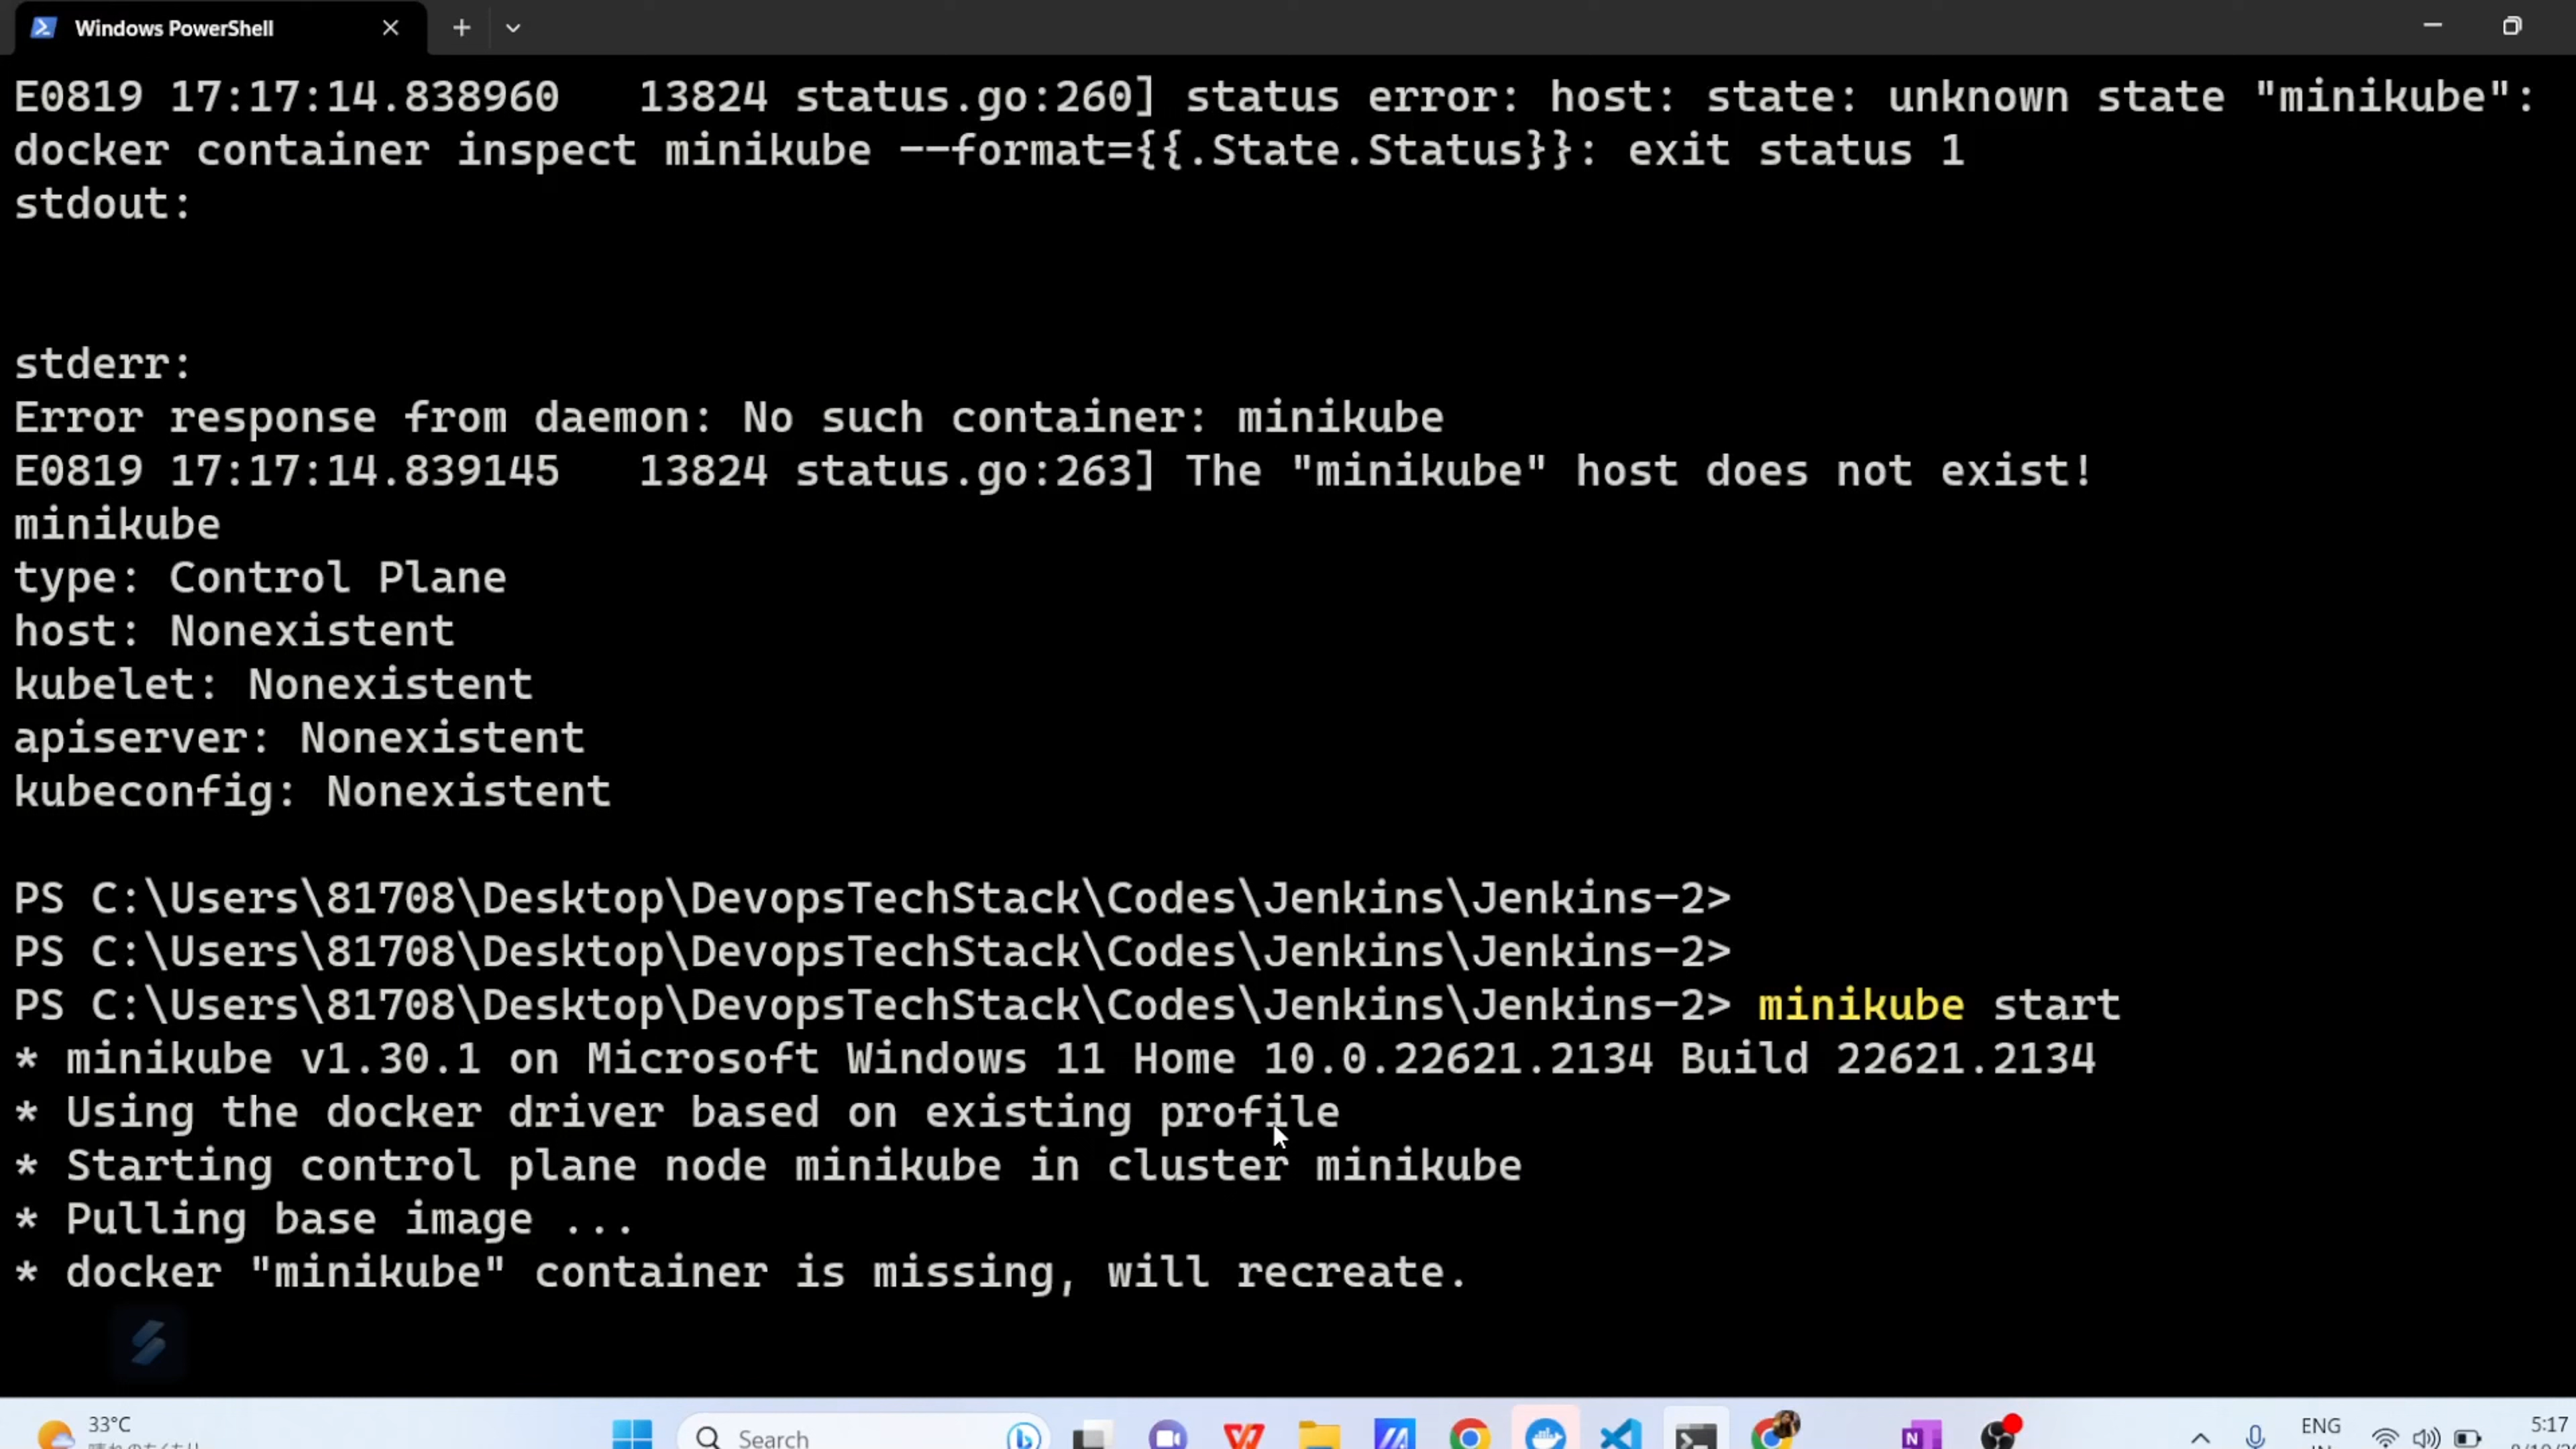 Windows PowerShell
E0819 17:17:14.838960   13824 status.go:260] status error: host: state: unknown state "minikube":
docker container inspect minikube --format={{.State.Status}}: exit status 1
stdout:
stderr:
Error response from daemon: No such container: minikube
E0819 17:17:14.839145   13824 status.go:263] The "minikube" host does not exist!
minikube
type: Control Plane
host: Nonexistent
kubelet: Nonexistent
apiserver: Nonexistent
kubeconfig: Nonexistent
PS C:\Users\81708\Desktop\DevopsTechStack\Codes\Jenkins\Jenkins-2>
PS C:\Users\81708\Desktop\DevopsTechStack\Codes\Jenkins\Jenkins-2>
PS C:\Users\81708\Desktop\DevopsTechStack\Codes\Jenkins\Jenkins-2> minikube start
* minikube v1.30.1 on Microsoft Windows 11 Home 10.0.22621.2134 Build 22621.2134
* Using the docker driver based on existing profile
* Starting control plane node minikube in cluster minikube
* Pulling base image ...
* docker "minikube" container is missing, will recreate.
33°C
Search
ENG
5:17